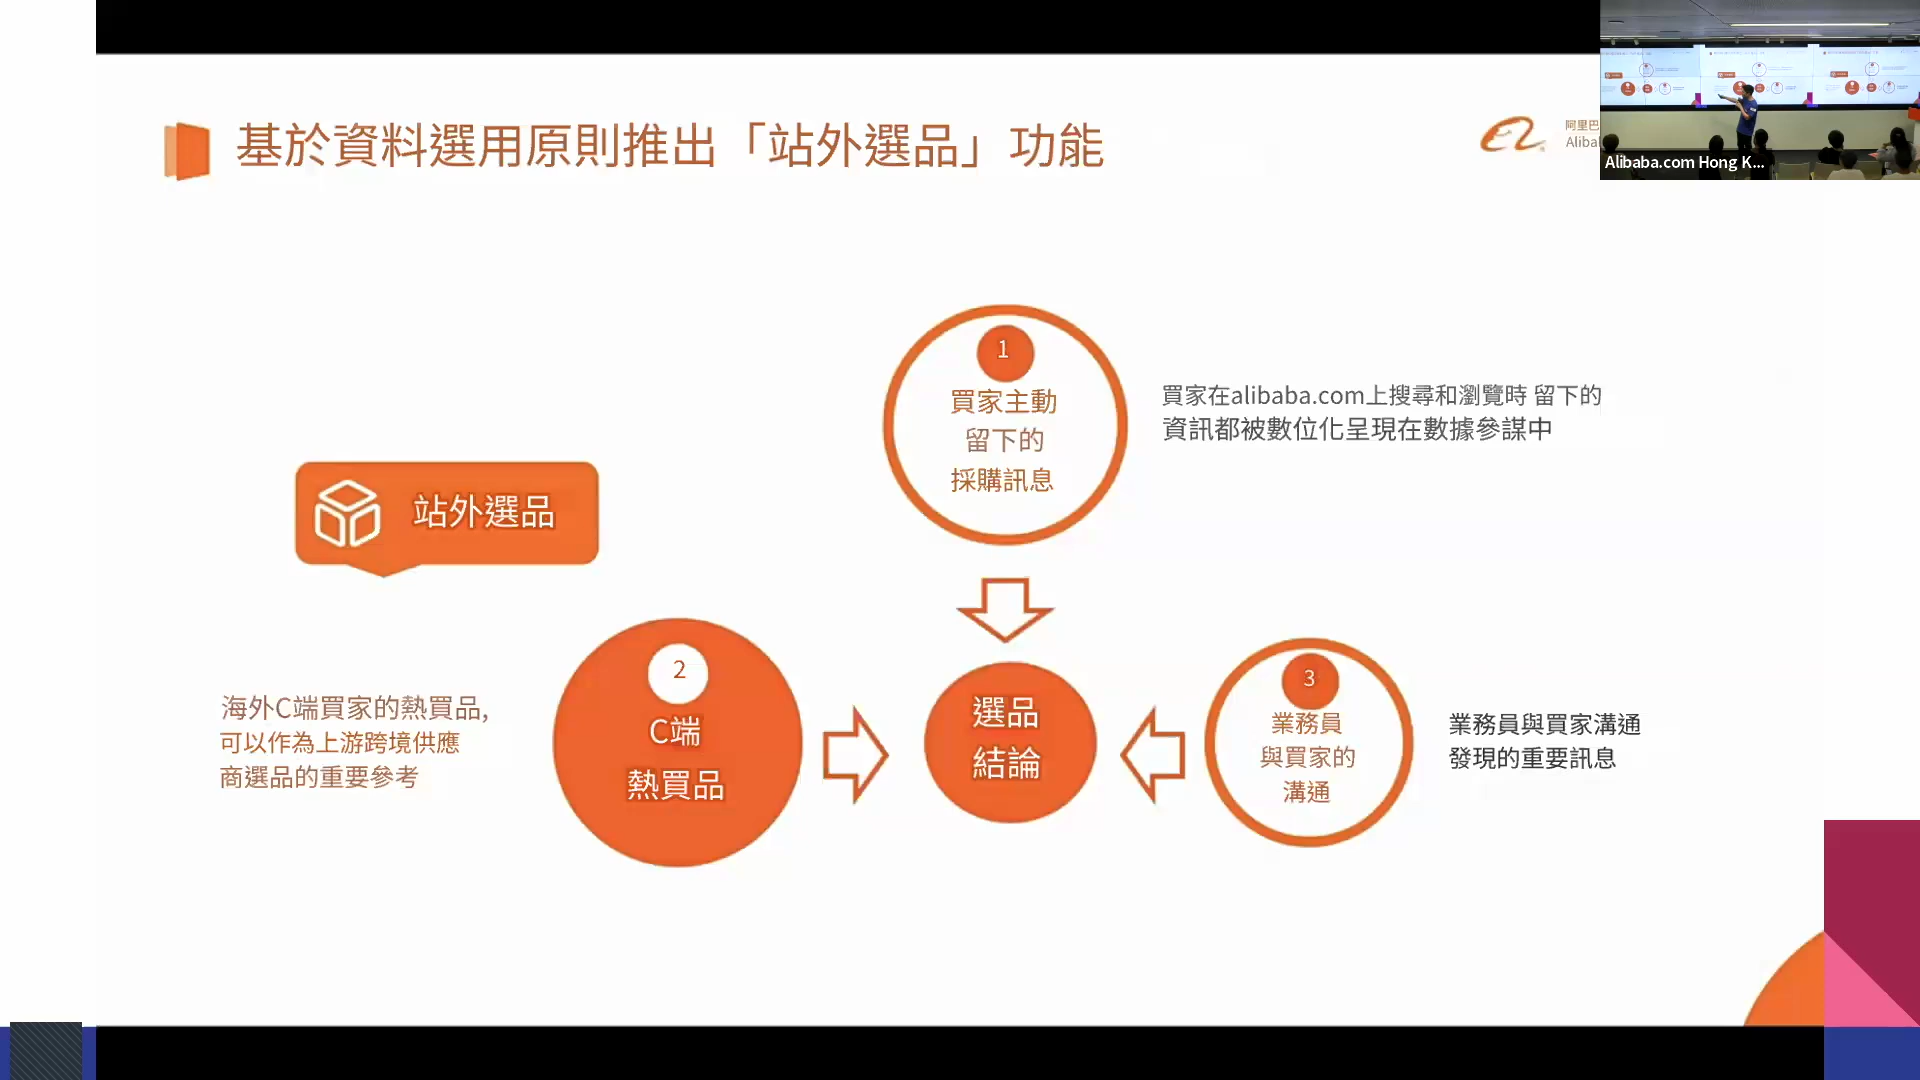 基於資料選用原則推出「站外選品」功能
阿里巴
Alibal
Alibaba.com Hong K...
1
買家主動
留下的
採購訊息
買家在alibaba.com上搜尋和瀏覽時 留下的
資訊都被數位化呈現在數據參謀中
站外選品
海外C端買家的熱買品,
可以作為上游跨境供應
商選品的重要參考
2
C端
熱買品
選品
結論
3
業務員
與買家的
溝通
業務員與買家溝通
發現的重要訊息